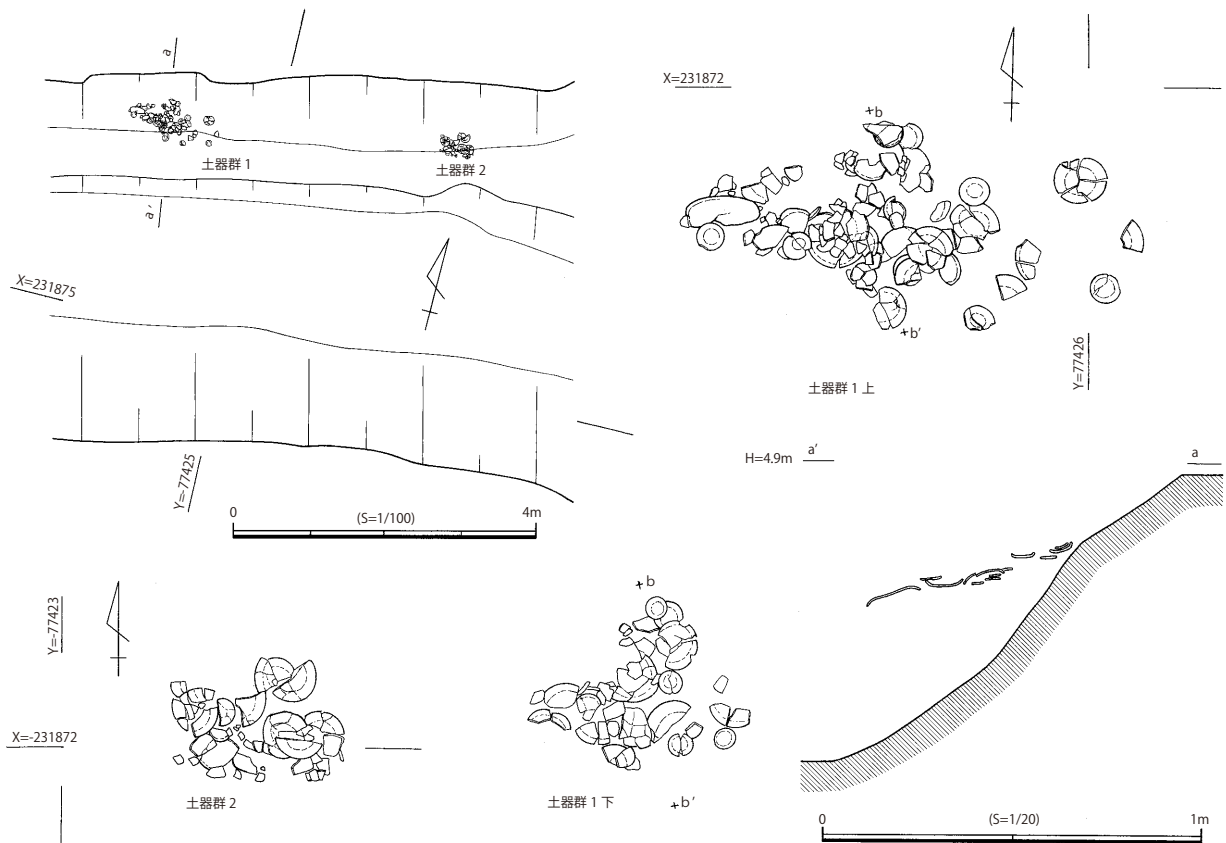 a
土器群 1
土器群 2
a'
X=231875
Y=-77425
0 (S=1/100) 4m
X=231872
+b
+b'
Y=77426
土器群 1 上
H=4.9m a' a
Y=-77423
X=-231872
土器群 2
+b
土器群 1 下
+b'
0 (S=1/20) 1m